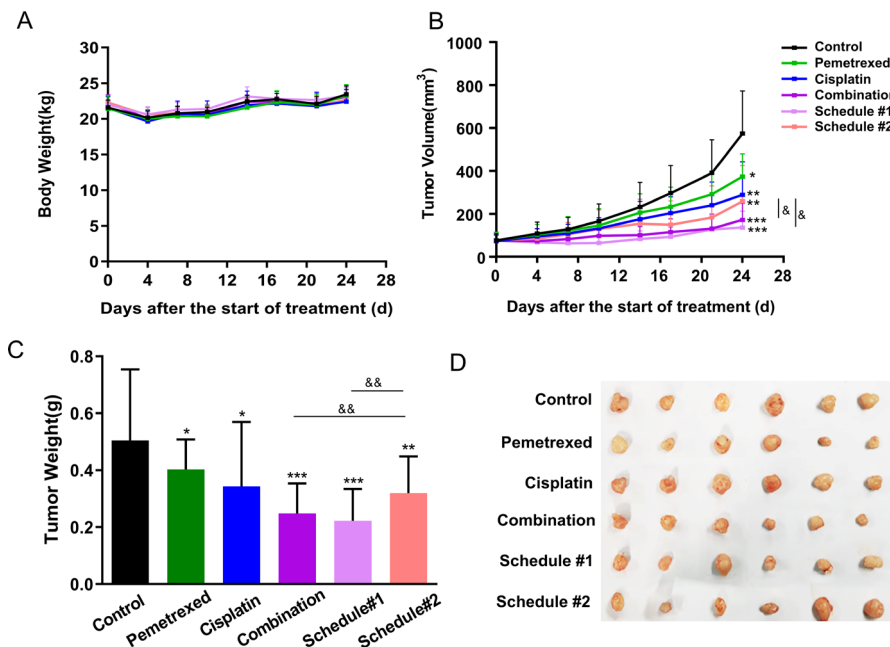 A
Body Weight(kg)
30
25
20
15
10
5
0
0 4 8 12 16 20 24 28
Days after the start of treatment (d)
B
Tumor Volume(mm³)
1000
800
600
400
200
0
0 4 8 12 16 20 24 28
Days after the start of treatment (d)
Control
Pemetrexed
Cisplatin
Combination
Schedule #1
Schedule #2
*
**
**
***
***
&
&
C
Tumor Weight(g)
0.8
0.6
0.4
0.2
0.0
*
*
***
***
**
&&
&&
Control
Pemetrexed
Cisplatin
Combination
Schedule#1
Schedule#2
D
Control
Pemetrexed
Cisplatin
Combination
Schedule #1
Schedule #2